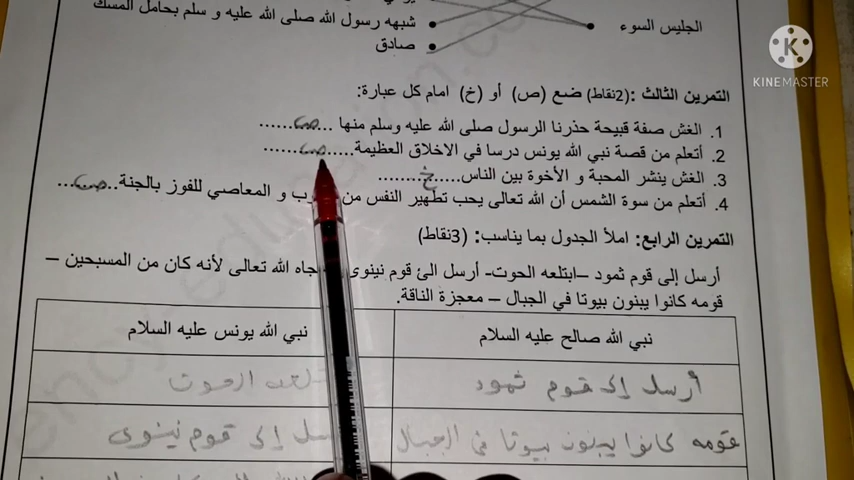 الجليس السوء
شبهه رسول الله صلى الله عليه و سلم بحامل المسك
صادق
KINEMASTER
التمرين الثالث :(2نقاط) ضع (ص) أو (خ) امام كل عبارة:
1. الغش صفة قبيحة حذرنا الرسول صلى الله عليه وسلم منها ...ص......
2. أتعلم من قصة نبي الله يونس درسا في الاخلاق العظيمة.....ص......
3. الغش ينشر المحبة و الأخوة بين الناس......خ........
4. أتعلم من سوة الشمس أن الله تعالى يحب تطهير النفس من و المعاصي للفوز بالجنة..ص...
التمرين الرابع: املأ الجدول بما يناسب: (3نقاط)
أرسل إلى قوم ثمود –ابتلعه الحوت- أرسل الئ قوم نينوى جاه الله تعالى لأنه كان من المسبحين –
قومه كانوا يبنون بيوتا في الجبال – معجزة الناقة.
نبي الله صالح عليه السلام
نبي الله يونس عليه السلام
أرسل إلى قوم ثمود
الحوت
قومه كانوا يبنون بيوتا في الجبال
إلى قوم نينوى